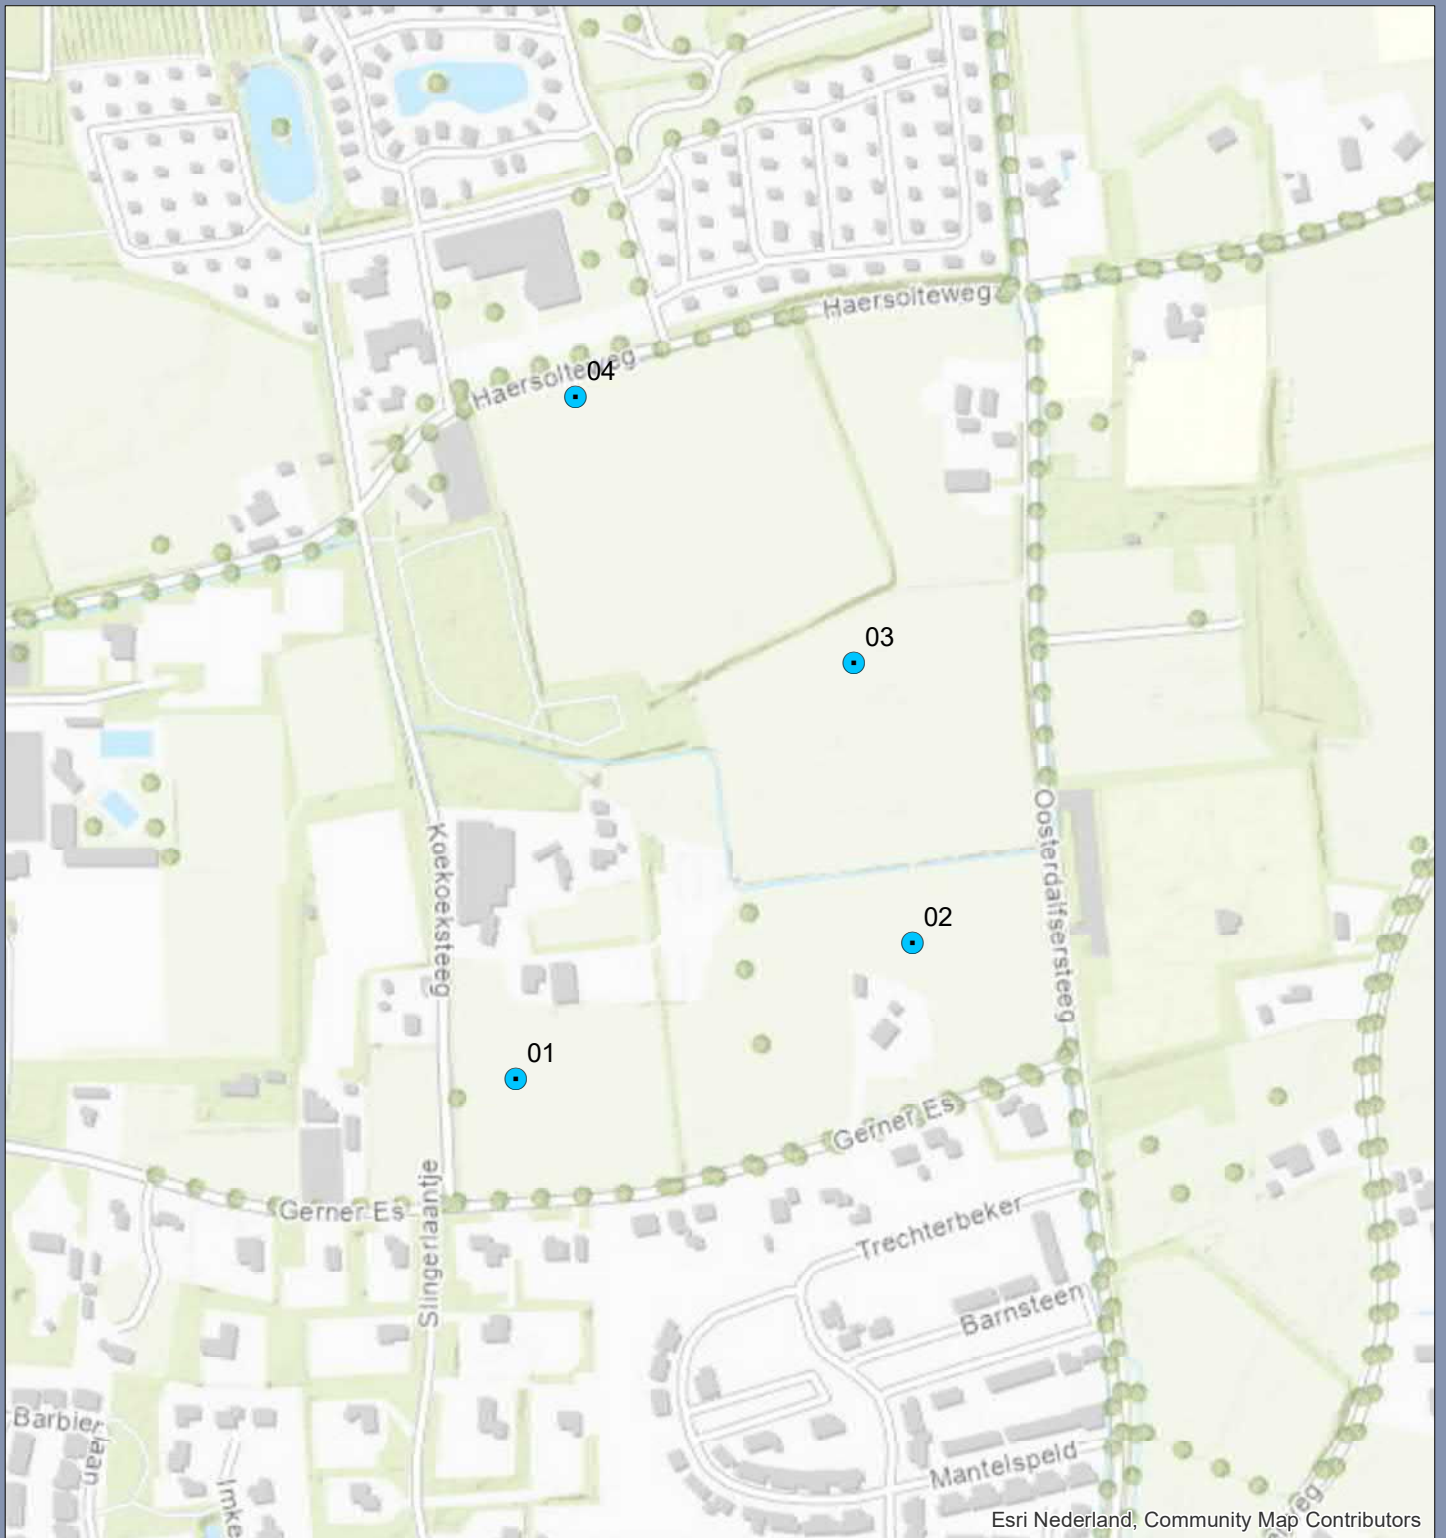 Haersolteweg
Haersolteweg
04
03
Koekoeksteeg
Oosterdalfsersteeg
02
01
Gerner Es
Gerner Es
Slingerlaantje
Trechterbeker
Barnsteen
Barbierlaan
Mantelspeld
Imke
Esri Nederland, Community Map Contributors